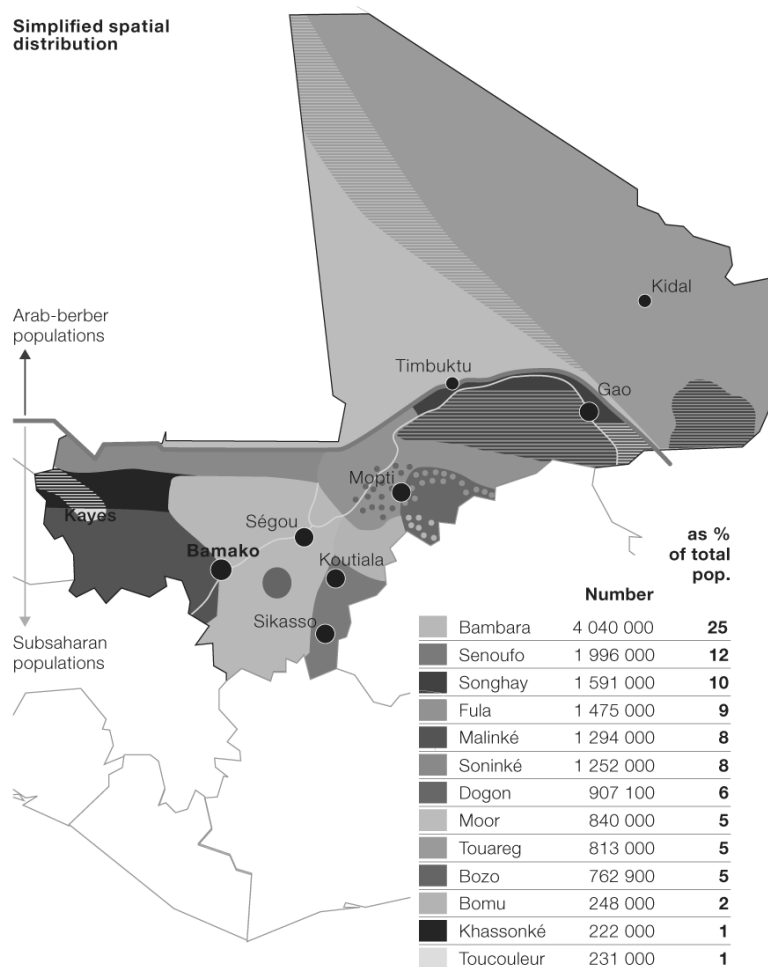 Simplified spatial
distribution
Kidal
Arab-berber
populations
Timbuktu
Gao
Mopti
Kayes
Ségou
Bamako
Koutiala
Sikasso
Subsaharan
populations
as %
of total
pop.
Number
Bambara 4 040 000 25
Senoufo 1 996 000 12
Songhay 1 591 000 10
Fula 1 475 000 9
Malinké 1 294 000 8
Soninké 1 252 000 8
Dogon 907 100 6
Moor 840 000 5
Touareg 813 000 5
Bozo 762 900 5
Bomu 248 000 2
Khassonké 222 000 1
Toucouleur 231 000 1